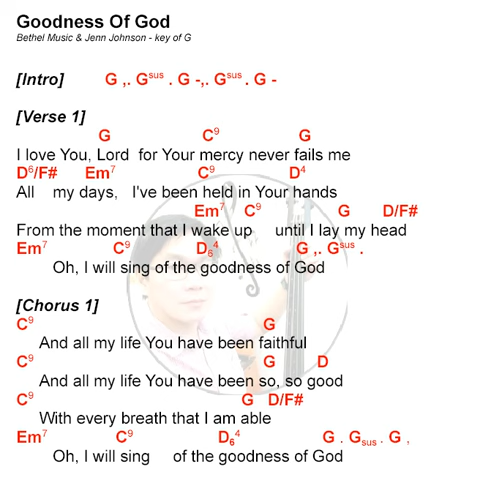 Goodness Of God
Bethel Music & Jenn Johnson - key of G
[Intro] G ,. Gsus . G -,. Gsus . G -
[Verse 1]
G C9 G
I love You, Lord for Your mercy never fails me
D6/F# Em7 C9 D4
All my days, I've been held in Your hands
Em7 C9 G D/F#
From the moment that I wake up until I lay my head
Em7 C9 D64 G ,. Gsus .
Oh, I will sing of the goodness of God
[Chorus 1]
C9 G
And all my life You have been faithful
C9 G D
And all my life You have been so, so good
C9 G D/F#
With every breath that I am able
Em7 C9 D64 G . Gsus . G ,
Oh, I will sing of the goodness of God